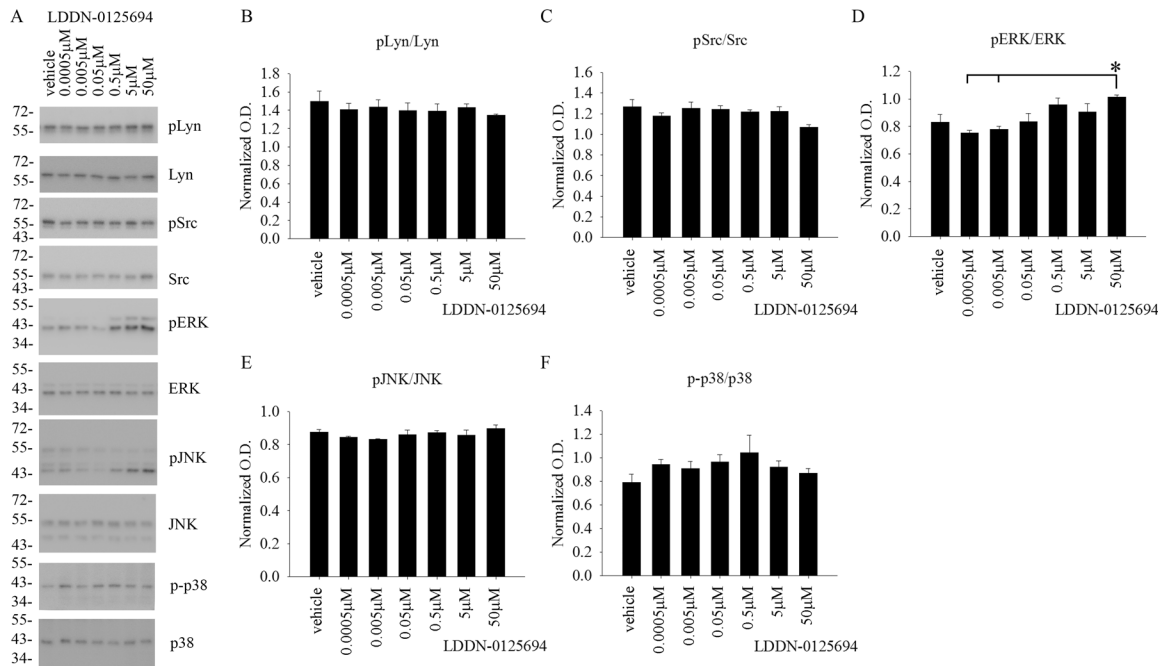 A
LDDN-0125694
vehicle
0.0005µM
0.005µM
0.05µM
0.5µM
5µM
50µM
72-
55-
pLyn
72-
55-
Lyn
72-
55-
43-
pSrc
72-
55-
43-
Src
55-
43-
34-
pERK
55-
43-
34-
ERK
72-
55-
43-
pJNK
72-
55-
43-
JNK
55-
43-
34-
p-p38
55-
43-
34-
p38
B
pLyn/Lyn
Normalized O.D.
1.8
1.6
1.4
1.2
1.0
0.8
0.6
0.4
0.2
0.0
vehicle
0.0005µM
0.005µM
0.05µM
0.5µM
5µM
50µM
LDDN-0125694
C
pSrc/Src
Normalized O.D.
1.6
1.4
1.2
1.0
0.8
0.6
0.4
0.2
0.0
vehicle
0.0005µM
0.005µM
0.05µM
0.5µM
5µM
50µM
LDDN-0125694
D
pERK/ERK
Normalized O.D.
1.2
1.0
0.8
0.6
0.4
0.2
0.0
*
vehicle
0.0005µM
0.005µM
0.05µM
0.5µM
5µM
50µM
LDDN-0125694
E
pJNK/JNK
Normalized O.D.
1.0
0.8
0.6
0.4
0.2
0.0
vehicle
0.0005µM
0.005µM
0.05µM
0.5µM
5µM
50µM
LDDN-0125694
F
p-p38/p38
Normalized O.D.
1.4
1.2
1.0
0.8
0.6
0.4
0.2
0.0
vehicle
0.0005µM
0.005µM
0.05µM
0.5µM
5µM
50µM
LDDN-0125694